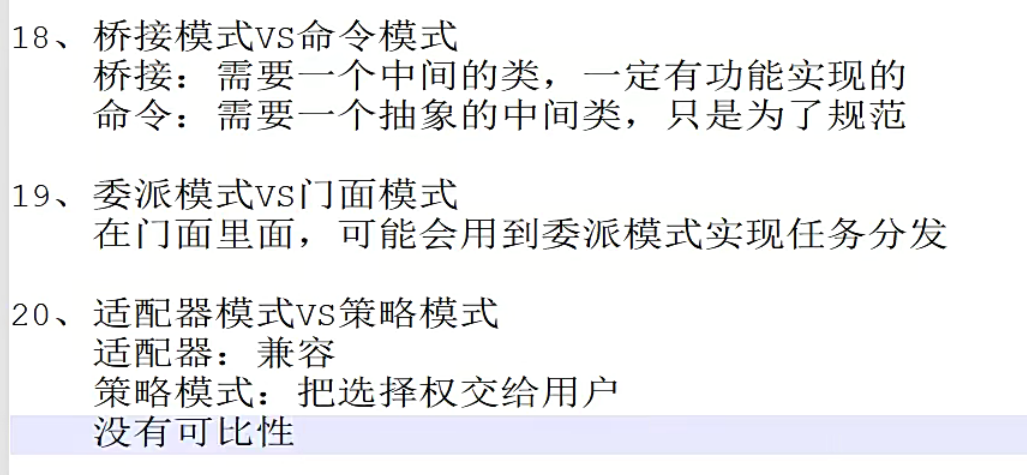 18、桥接模式VS命令模式
桥接：需要一个中间的类，一定有功能实现的
命令：需要一个抽象的中间类，只是为了规范
19、委派模式VS门面模式
在门面里面，可能会用到委派模式实现任务分发
20、适配器模式VS策略模式
适配器：兼容
策略模式：把选择权交给用户
没有可比性